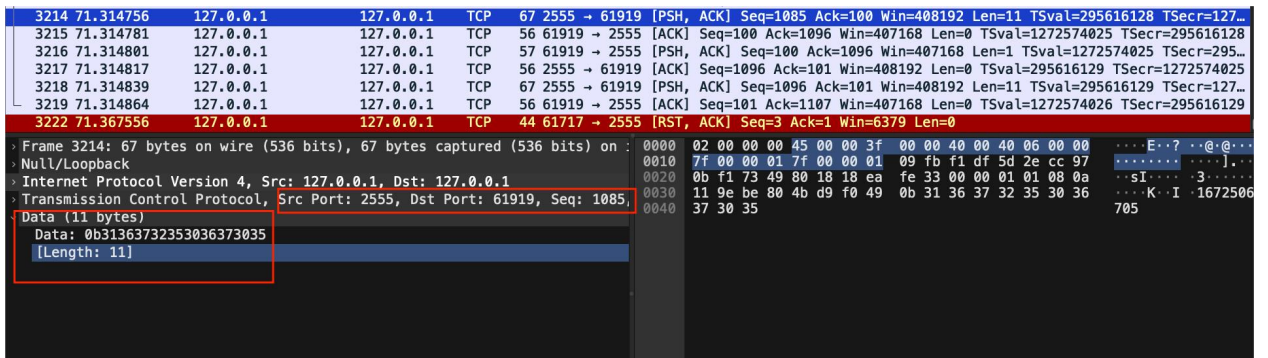 3214 71.314756 127.0.0.1 127.0.0.1 TCP 67 2555 → 61919 [PSH, ACK] Seq=1085 Ack=100 Win=408192 Len=11 TSval=295616128 TSecr=127…
3215 71.314781 127.0.0.1 127.0.0.1 TCP 56 61919 → 2555 [ACK] Seq=100 Ack=1096 Win=407168 Len=0 TSval=1272574025 TSecr=295616128
3216 71.314801 127.0.0.1 127.0.0.1 TCP 57 61919 → 2555 [PSH, ACK] Seq=100 Ack=1096 Win=407168 Len=1 TSval=1272574025 TSecr=295…
3217 71.314817 127.0.0.1 127.0.0.1 TCP 56 2555 → 61919 [ACK] Seq=1096 Ack=101 Win=408192 Len=0 TSval=295616129 TSecr=1272574025
3218 71.314839 127.0.0.1 127.0.0.1 TCP 67 2555 → 61919 [PSH, ACK] Seq=1096 Ack=101 Win=408192 Len=11 TSval=295616129 TSecr=127…
3219 71.314864 127.0.0.1 127.0.0.1 TCP 56 61919 → 2555 [ACK] Seq=101 Ack=1107 Win=407168 Len=0 TSval=1272574026 TSecr=295616129
3222 71.367556 127.0.0.1 127.0.0.1 TCP 44 61717 → 2555 [RST, ACK] Seq=3 Ack=1 Win=6379 Len=0
Frame 3214: 67 bytes on wire (536 bits), 67 bytes captured (536 bits) on
Null/Loopback
Internet Protocol Version 4, Src: 127.0.0.1, Dst: 127.0.0.1
Transmission Control Protocol, Src Port: 2555, Dst Port: 61919, Seq: 1085,
Data (11 bytes)
Data: 0b31363732353036373035
[Length: 11]
0000 02 00 00 00 45 00 00 3f 00 00 40 00 40 06 00 00 ····E··? ··@·@···
0010 7f 00 00 01 7f 00 00 01 09 fb f1 df 5d 2e cc 97 ········ ····].··
0020 0b f1 73 49 80 18 18 ea fe 33 00 00 01 01 08 0a ··sI···· ·3······
0030 11 9e be 80 4b d9 f0 49 0b 31 36 37 32 35 30 36 ····K··I ·1672506
0040 37 30 35 705